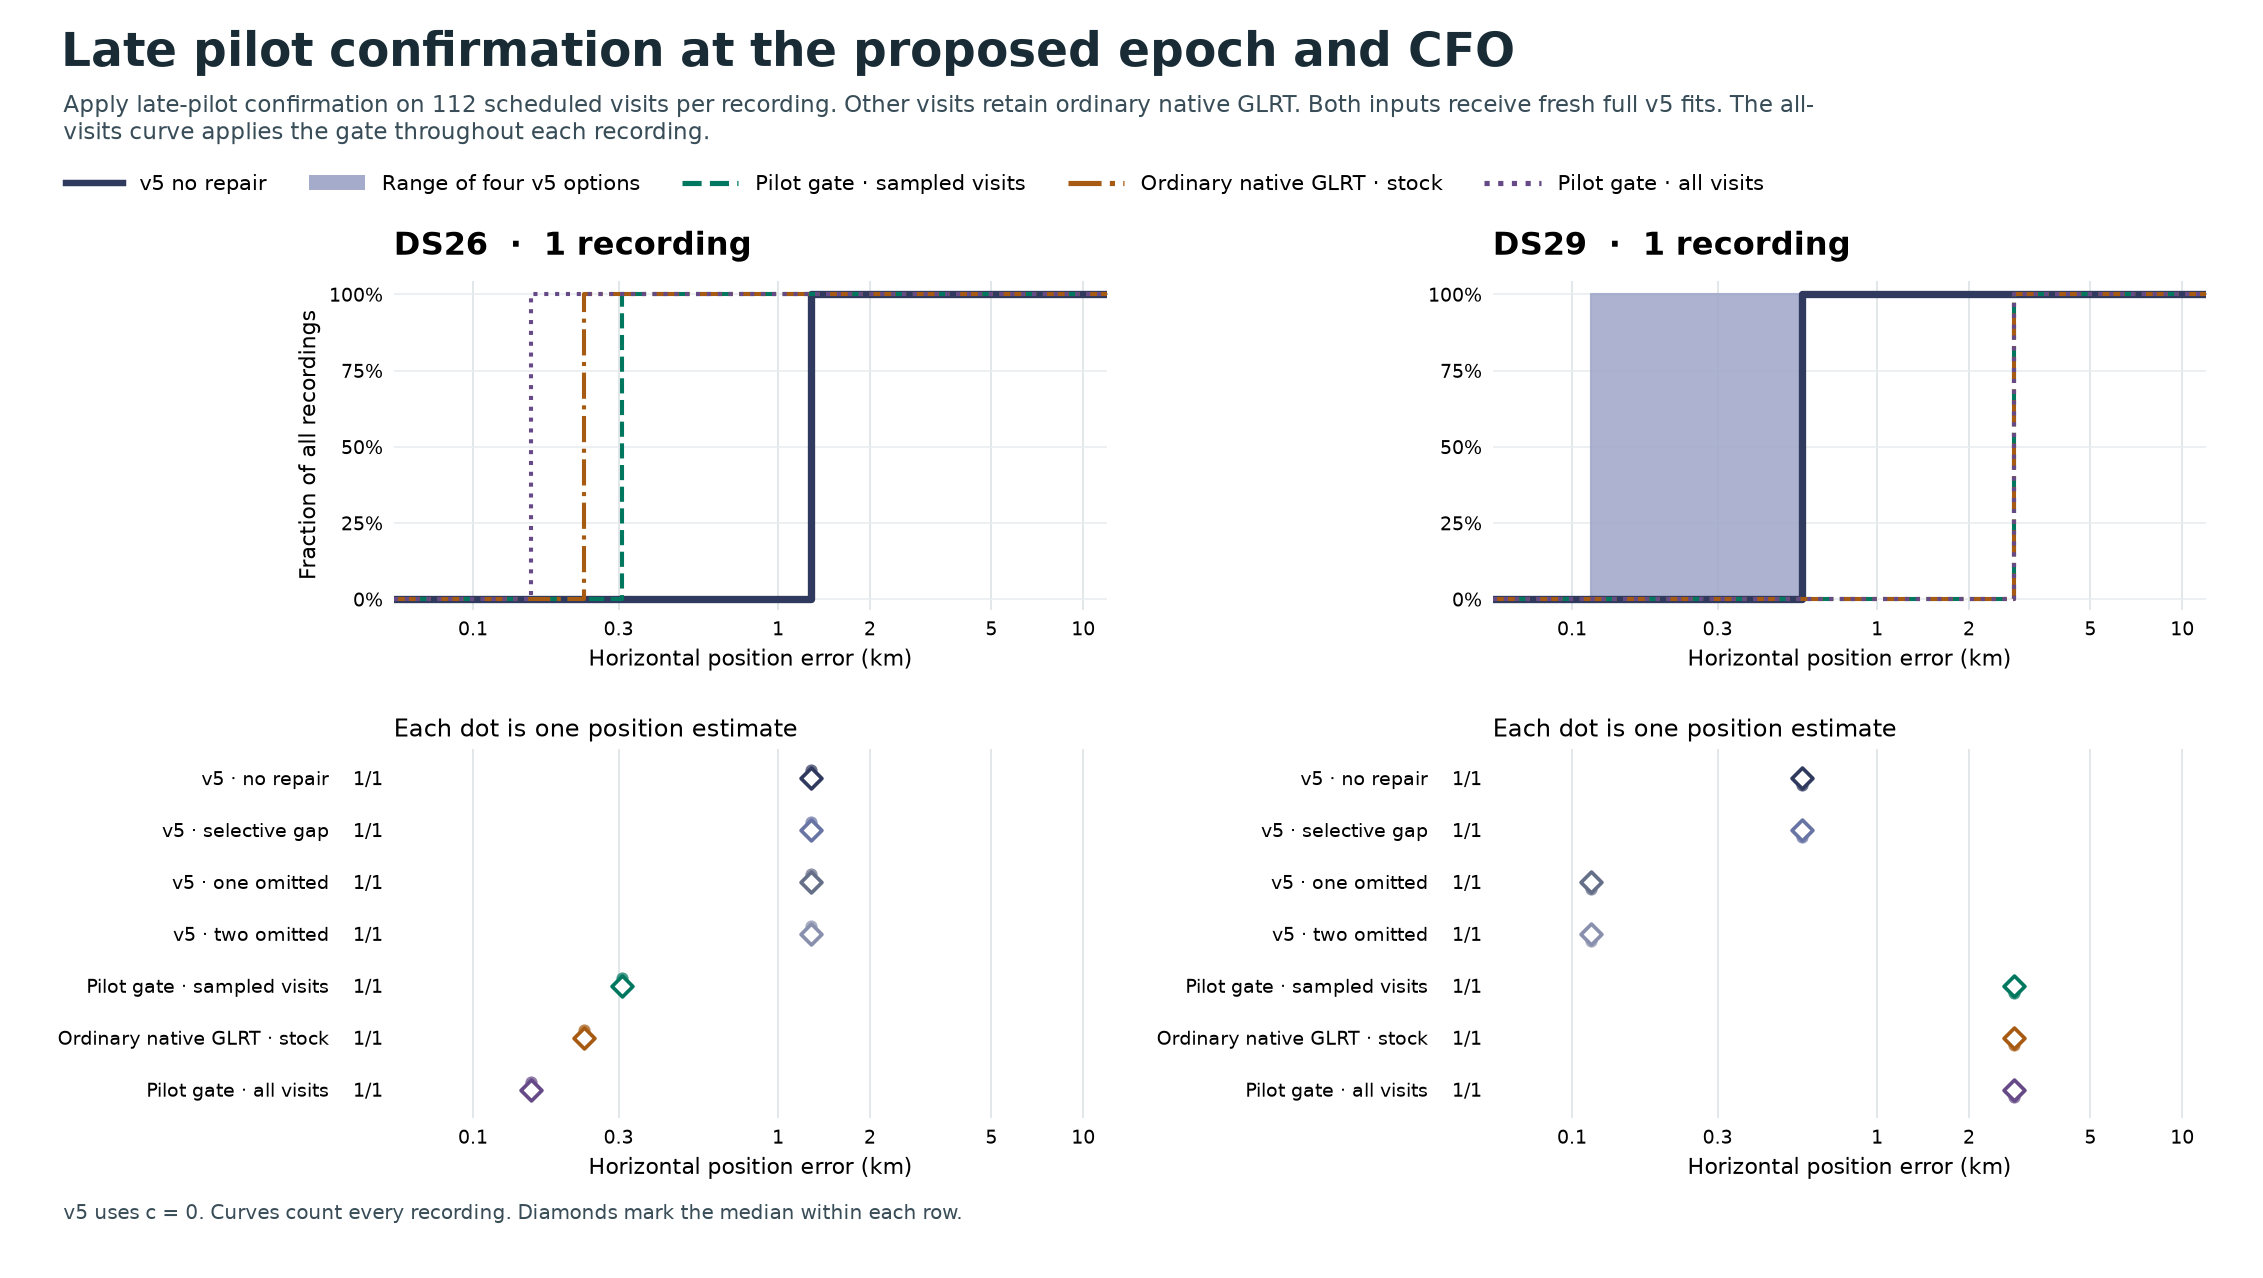 Late pilot confirmation at the proposed epoch and CFO
Apply late-pilot confirmation on 112 scheduled visits per recording. Other visits retain ordinary native GLRT. Both inputs receive fresh full v5 fits. The all-
visits curve applies the gate throughout each recording.
v5 no repair
Range of four v5 options
Pilot gate · sampled visits
Ordinary native GLRT · stock
Pilot gate · all visits
DS26 · 1 recording
Fraction of all recordings
100%
75%
50%
25%
0%
0.1 0.3 1 2 5 10
Horizontal position error (km)
DS29 · 1 recording
100%
75%
50%
25%
0%
0.1 0.3 1 2 5 10
Horizontal position error (km)
Each dot is one position estimate
v5 · no repair 1/1
v5 · selective gap 1/1
v5 · one omitted 1/1
v5 · two omitted 1/1
Pilot gate · sampled visits 1/1
Ordinary native GLRT · stock 1/1
Pilot gate · all visits 1/1
0.1 0.3 1 2 5 10
Horizontal position error (km)
Each dot is one position estimate
v5 · no repair 1/1
v5 · selective gap 1/1
v5 · one omitted 1/1
v5 · two omitted 1/1
Pilot gate · sampled visits 1/1
Ordinary native GLRT · stock 1/1
Pilot gate · all visits 1/1
0.1 0.3 1 2 5 10
Horizontal position error (km)
v5 uses c = 0. Curves count every recording. Diamonds mark the median within each row.